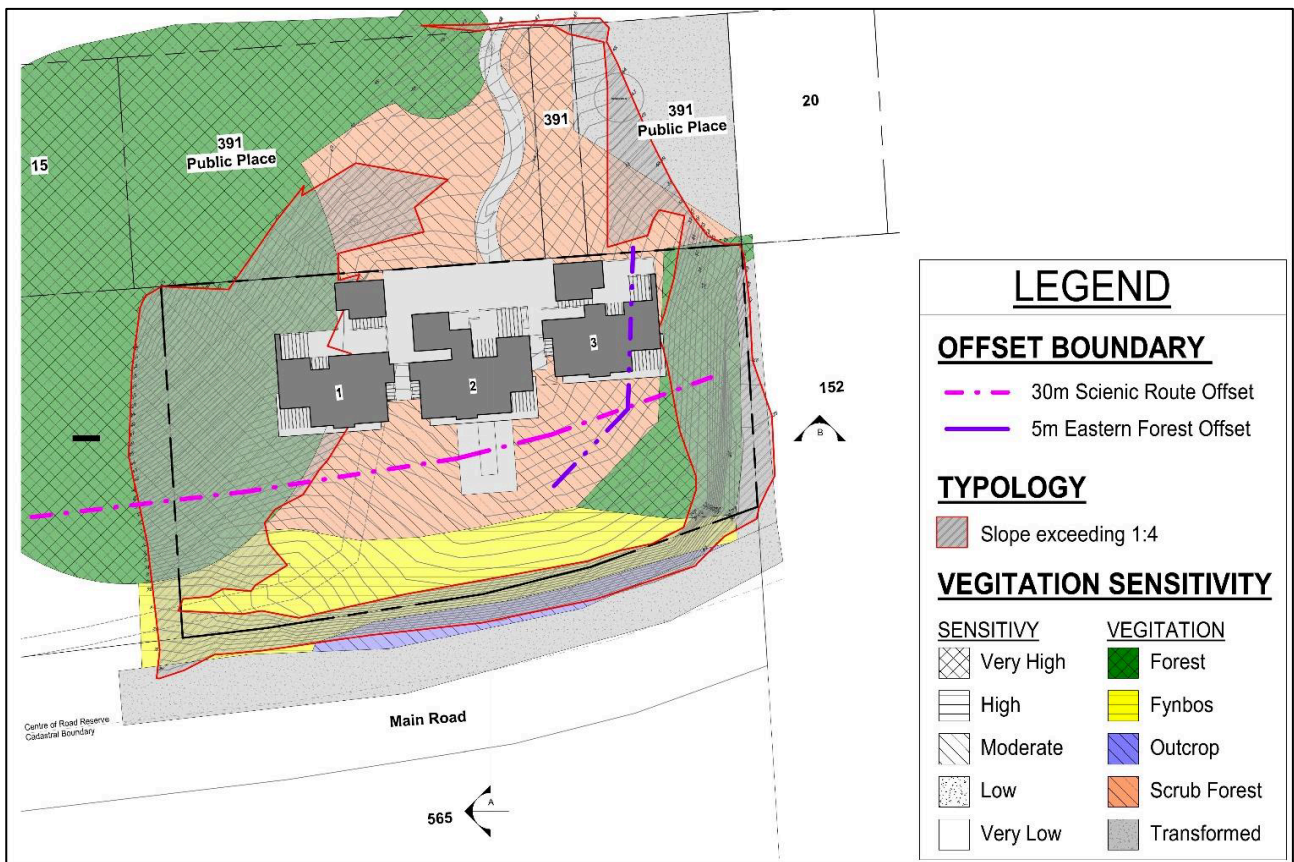 15
391
Public Place
391
391
Public Place
20
1
2
3
152
B
Main Road
Centre of Road Reserve
Cadastral Boundary
565
A
LEGEND
OFFSET BOUNDARY
30m Scienic Route Offset
5m Eastern Forest Offset
TYPOLOGY
Slope exceeding 1:4
VEGITATION SENSITIVITY
SENSITIVY
Very High
High
Moderate
Low
Very Low
VEGITATION
Forest
Fynbos
Outcrop
Scrub Forest
Transformed